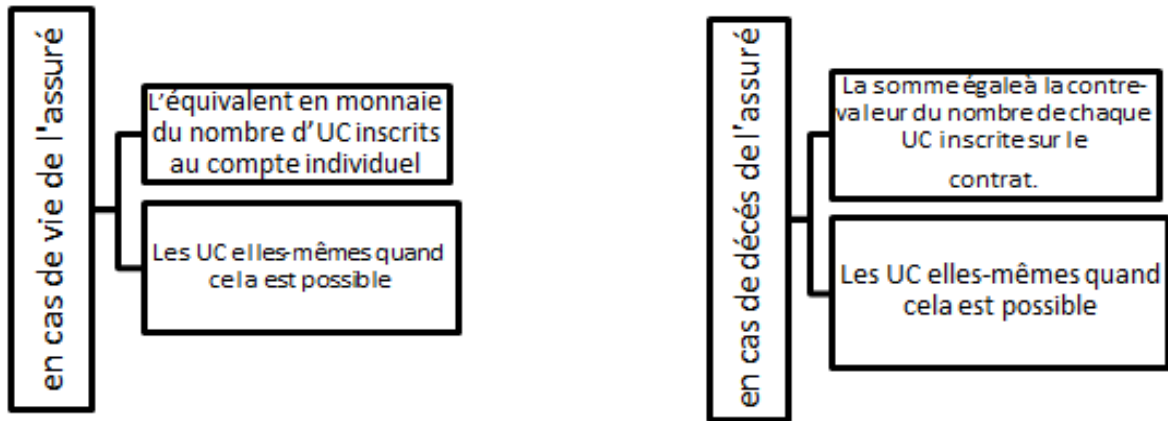 en cas de vie de l'assuré
L'équivalent en monnaie
du nombre d'UC inscrits
au compte individuel
Les UC elles-mêmes quand
cela est possible
en cas de décés de l'assuré
La somme égale à la contre-
valeur du nombre de chaque
UC inscrite sur le
contrat.
Les UC elles-mêmes quand
cela est possible